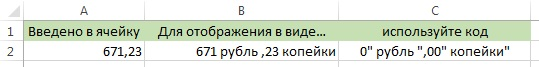 A B C
1 Введено в ячейку Для отображения в виде... используйте код
2 671,23 671 рубль ,23 копейки 0" рубль ",00" копейки"